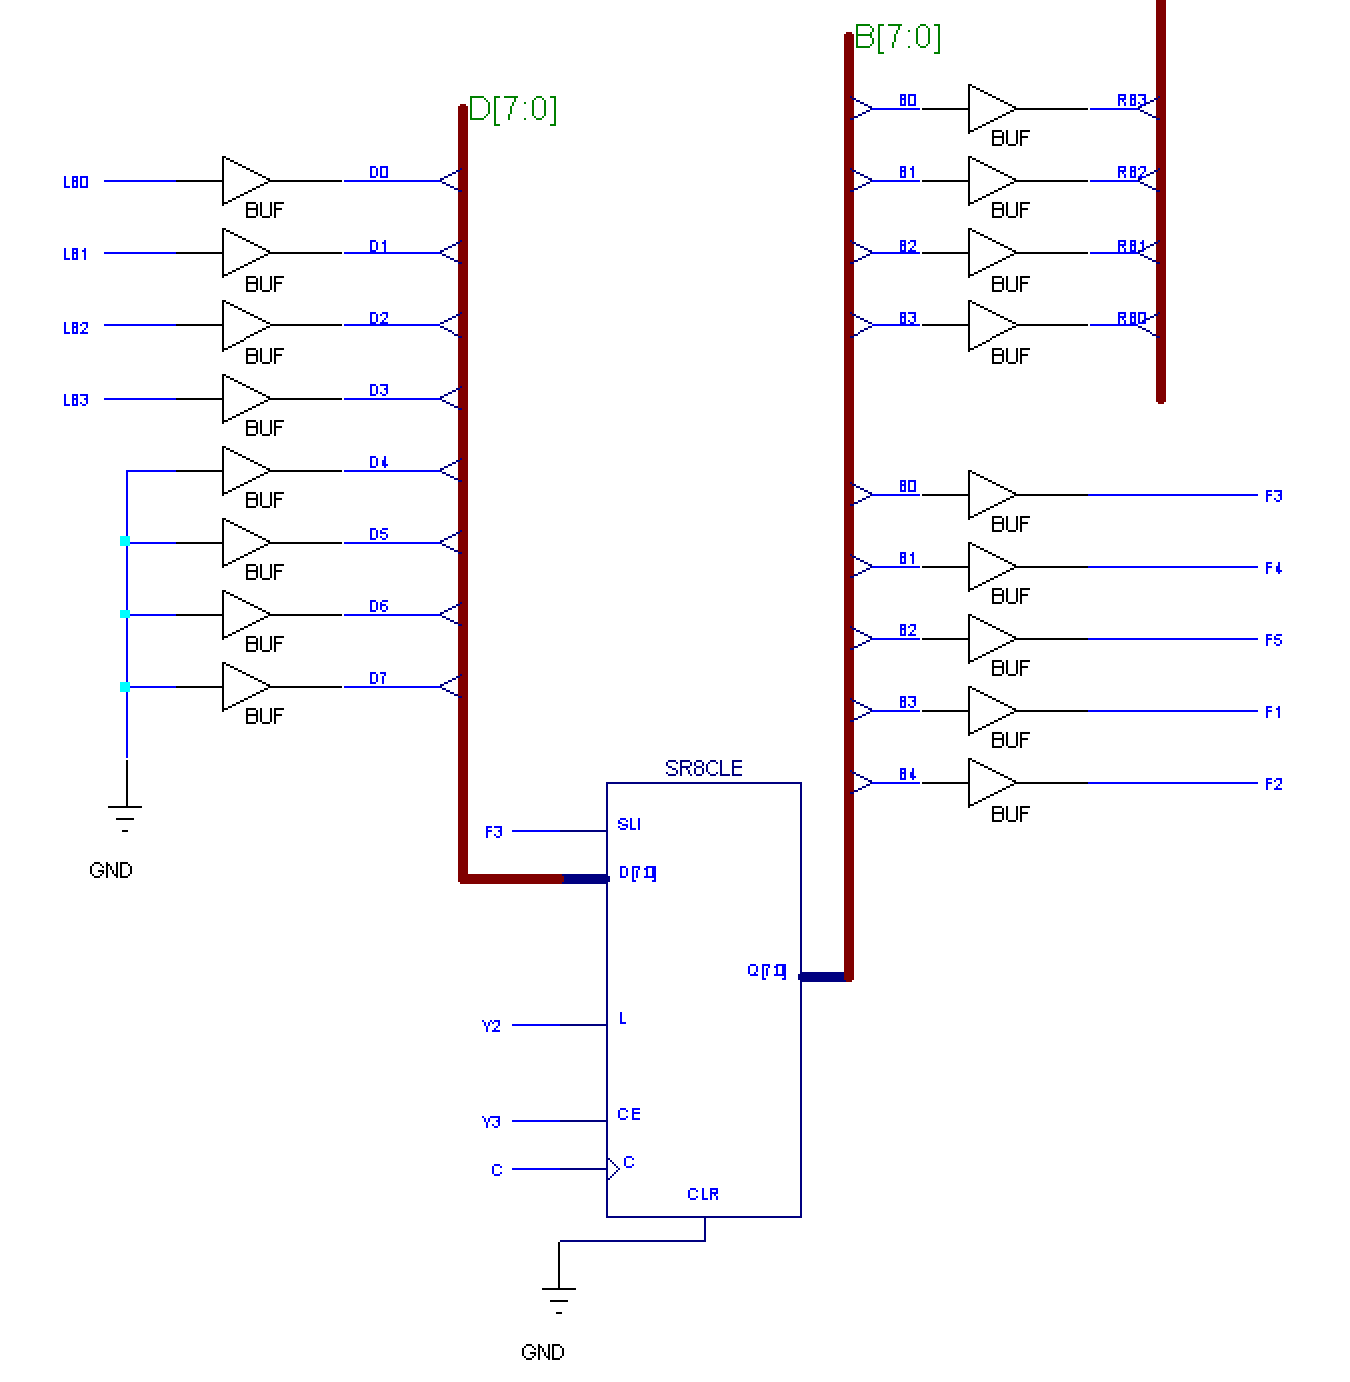 B[7:0]
D[7:0]
B0
RB3
BUF
LB0
D0
BUF
B1
RB2
BUF
LB1
D1
BUF
B2
RB1
BUF
LB2
D2
BUF
B3
RB0
BUF
LB3
D3
BUF
D4
BUF
B0
F3
BUF
D5
BUF
B1
F4
BUF
D6
BUF
B2
F5
BUF
D7
BUF
B3
F1
BUF
SR8CLE
B4
F2
BUF
F3
SLI
GND
D[7:0]
Q[7:0]
Y2
L
Y3
CE
C
C
CLR
GND